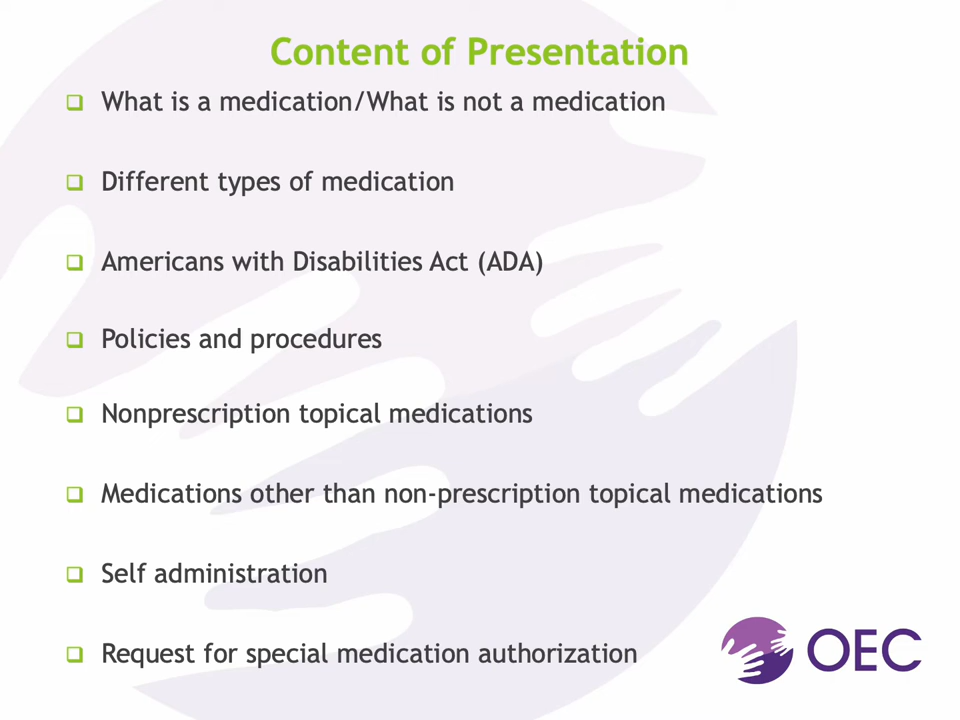 Content of Presentation
What is a medication/What is not a medication
Different types of medication
Americans with Disabilities Act (ADA)
Policies and procedures
Nonprescription topical medications
Medications other than non-prescription topical medications
Self administration
Request for special medication authorization
OEC